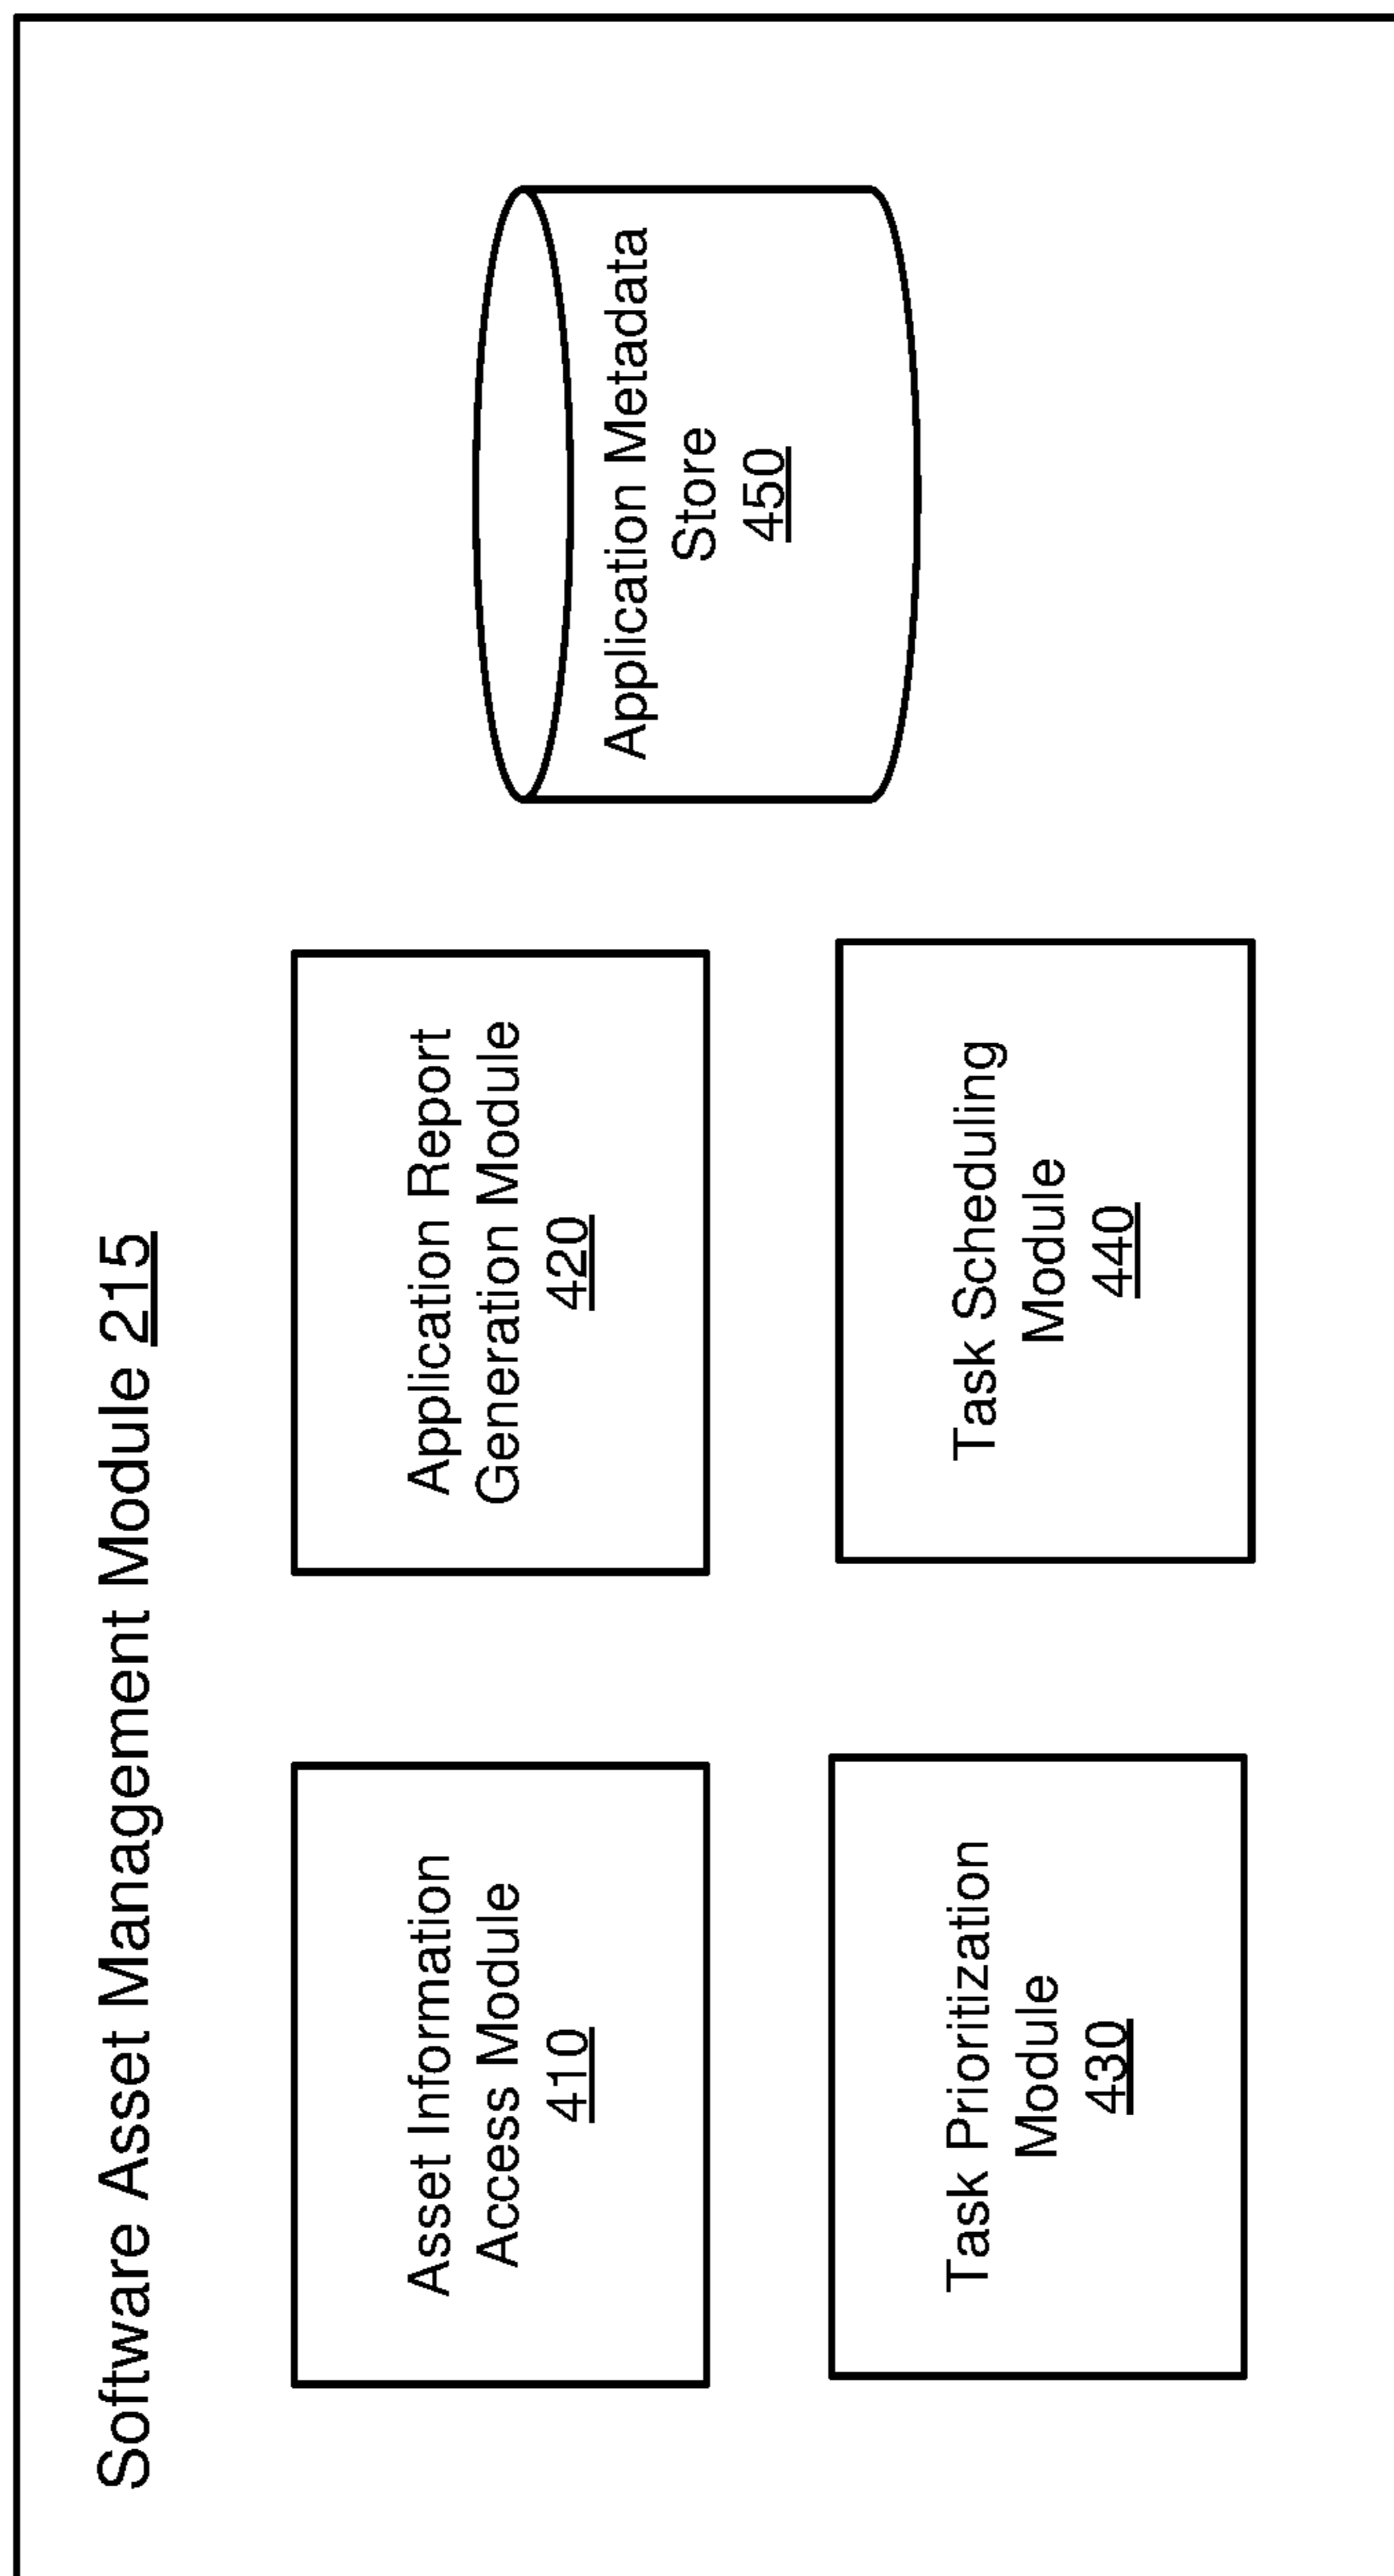 Software Asset Management Module 215
Asset Information
Access Module
410
Application Report
Generation Module
420
Task Prioritization
Module
430
Task Scheduling
Module
440
Application Metadata
Store
450